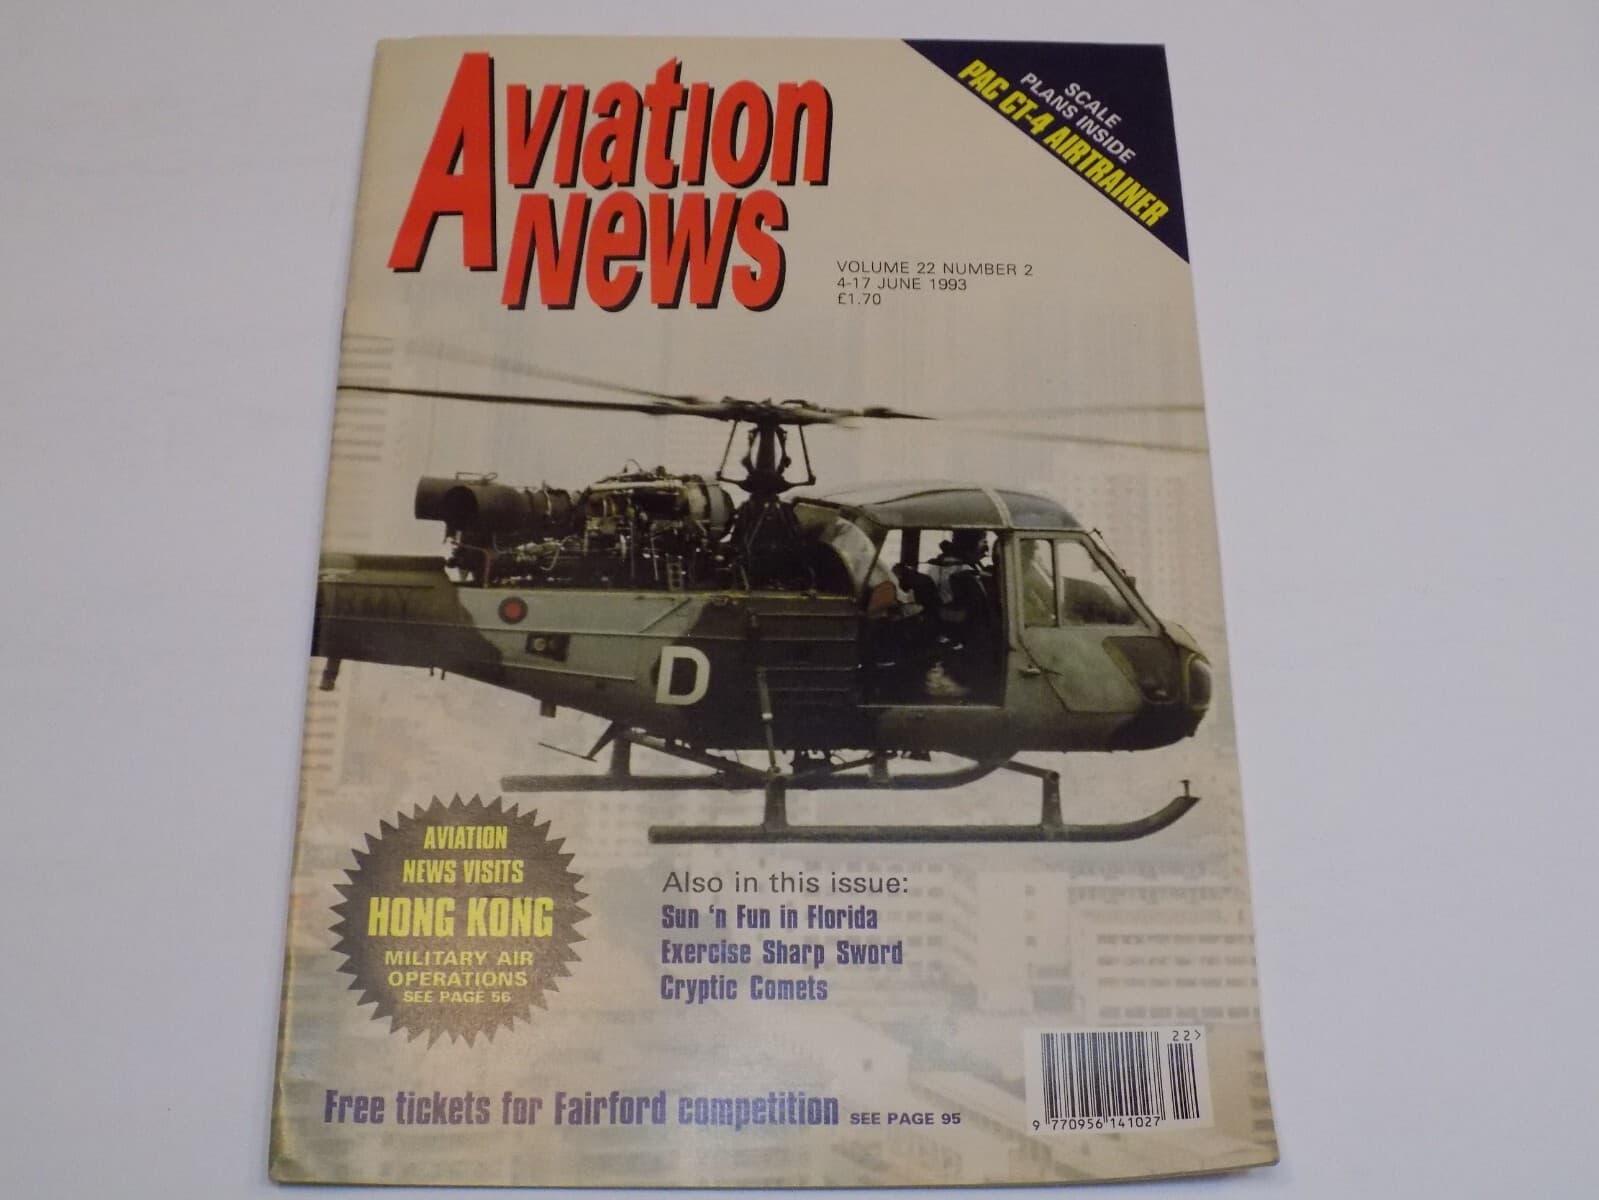 Aviation
News
SCALE
PLANS INSIDE
PAC CT-4 AIRTRAINER
VOLUME 22 NUMBER 2
4-17 JUNE 1993
£1.70
ARMY
D
AVIATION
NEWS VISITS
HONG KONG
MILITARY AIR
OPERATIONS
SEE PAGE 56
Also in this issue:
Sun 'n Fun in Florida
Exercise Sharp Sword
Cryptic Comets
Free tickets for Fairford competition SEE PAGE 95
22>
9 770956 141027